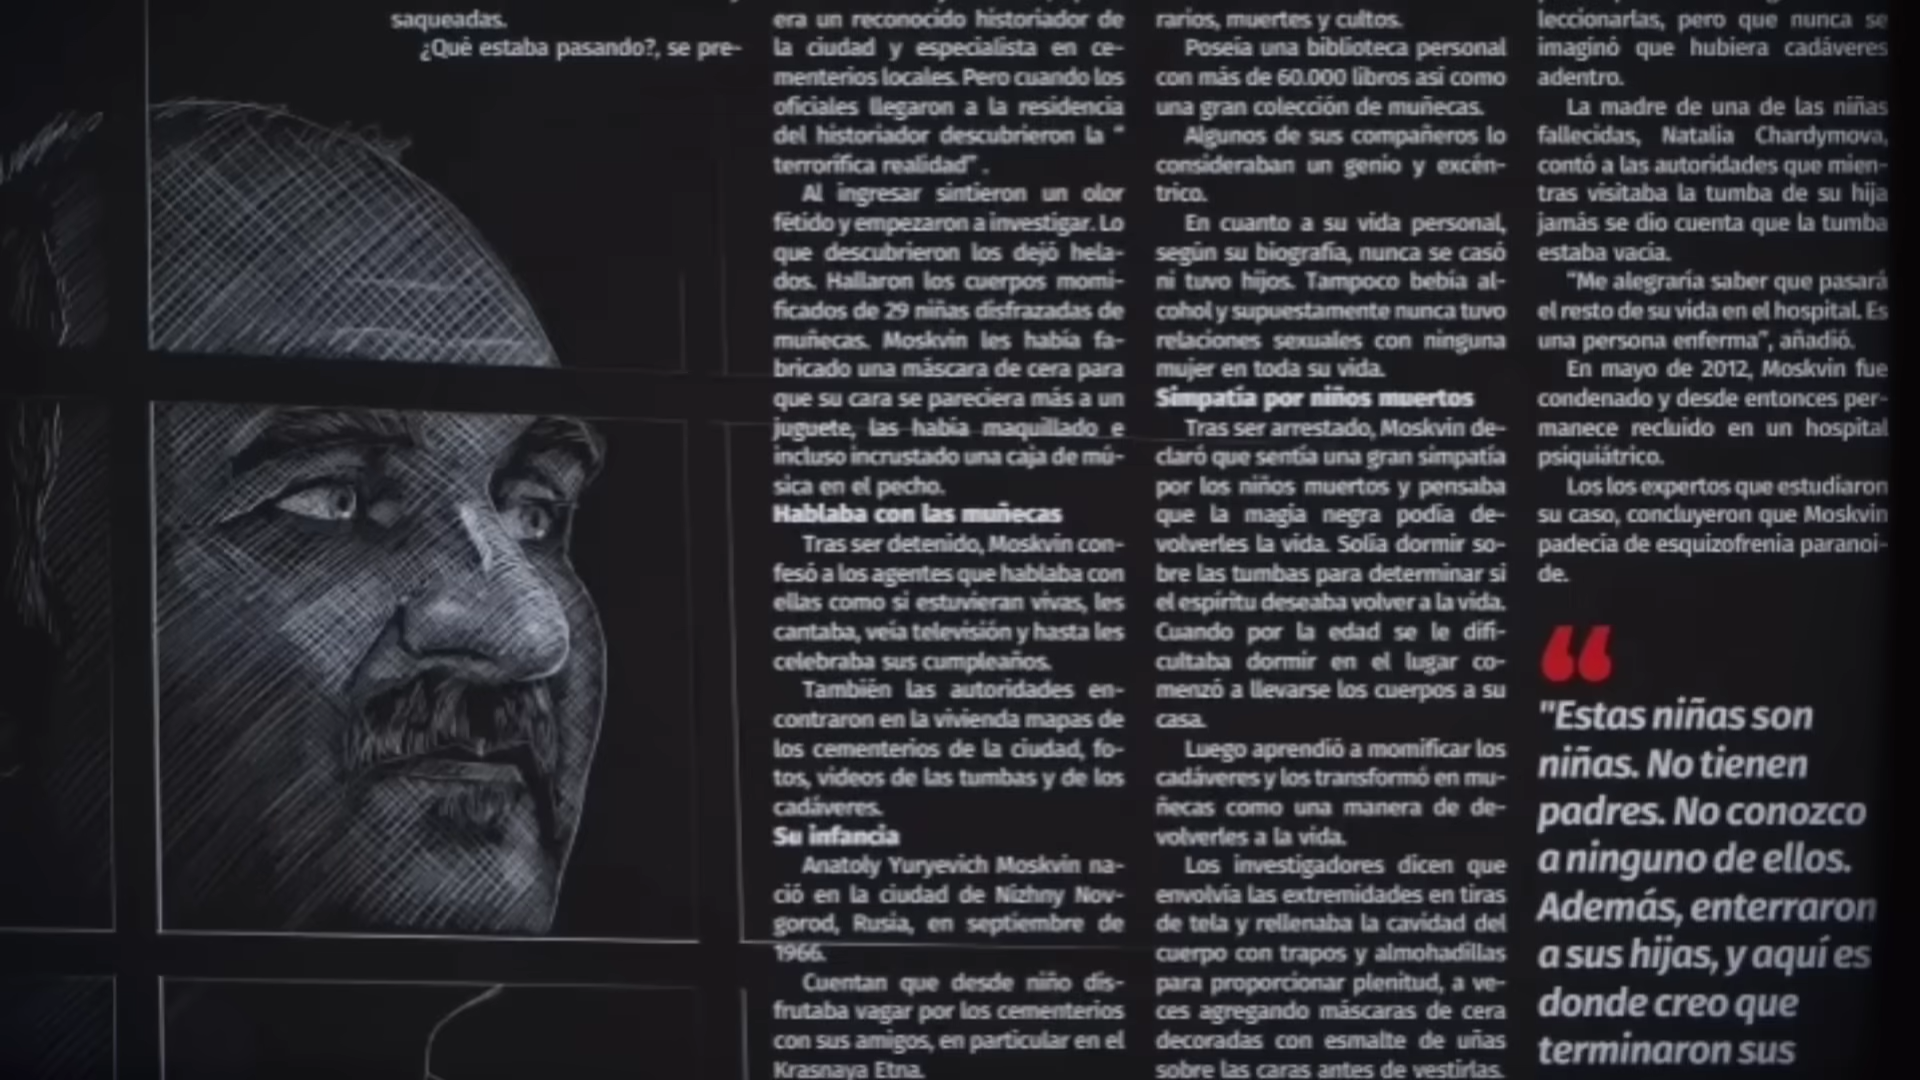 saqueadas.
¿Qué estaba pasando?, se pre-
era un reconocido historiador de
la ciudad y especialista en ce-
menterios locales. Pero cuando los
oficiales llegaron a la residencia
del historiador descubrieron la “
terrorífica realidad” .
Al ingresar sintieron un olor
fétido y empezaron a investigar. Lo
que descubrieron los dejó hela-
dos. Hallaron los cuerpos momi-
ficados de 29 niñas disfrazadas de
muñecas. Moskvin les había fa-
bricado una máscara de cera para
que su cara se pareciera más a un
juguete, las había maquillado e
incluso incrustado una caja de mú-
sica en el pecho.
Hablaba con las muñecas
Tras ser detenido, Moskvin con-
fesó a los agentes que hablaba con
ellas como si estuvieran vivas, les
cantaba, veía televisión y hasta les
celebraba sus cumpleaños.
También las autoridades en-
contraron en la vivienda mapas de
los cementerios de la ciudad, fo-
tos, videos de las tumbas y de los
cadáveres.
Su infancia
Anatoly Yuryevich Moskvin na-
ció en la ciudad de Nizhny Nov-
gorod, Rusia, en septiembre de
1966.
Cuentan que desde niño dis-
frutaba vagar por los cementerios
con sus amigos, en particular en el
Krasnaya Etna.
rarios, muertes y cultos.
Poseía una biblioteca personal
con más de 60.000 libros así como
una gran colección de muñecas.
Algunos de sus compañeros lo
consideraban un genio y excén-
trico.
En cuanto a su vida personal,
según su biografía, nunca se casó
ni tuvo hijos. Tampoco bebía al-
cohol y supuestamente nunca tuvo
relaciones sexuales con ninguna
mujer en toda su vida.
Simpatía por niños muertos
Tras ser arrestado, Moskvin de-
claró que sentía una gran simpatía
por los niños muertos y pensaba
que la magia negra podía de-
volverles la vida. Solía dormir so-
bre las tumbas para determinar si
el espíritu deseaba volver a la vida.
Cuando por la edad se le difi-
cultaba dormir en el lugar co-
menzó a llevarse los cuerpos a su
casa.
Luego aprendió a momificar los
cadáveres y los transformó en mu-
ñecas como una manera de de-
volverles a la vida.
Los investigadores dicen que
envolvía las extremidades en tiras
de tela y rellenaba la cavidad del
cuerpo con trapos y almohadillas
para proporcionar plenitud, a ve-
ces agregando máscaras de cera
decoradas con esmalte de uñas
sobre las caras antes de vestirlas.
leccionarlas, pero que nunca se
imaginó que hubiera cadáveres
adentro.
La madre de una de las niñas
fallecidas, Natalia Chardymova,
contó a las autoridades que mien-
tras visitaba la tumba de su hija
jamás se dio cuenta que la tumba
estaba vacía.
“Me alegraría saber que pasará
el resto de su vida en el hospital. Es
una persona enferma”, añadió.
En mayo de 2012, Moskvin fue
condenado y desde entonces per-
manece recluido en un hospital
psiquiátrico.
Los los expertos que estudiaron
su caso, concluyeron que Moskvin
padecía de esquizofrenia paranoi-
de.
“
"Estas niñas son
niñas. No tienen
padres. No conozco
a ninguno de ellos.
Además, enterraron
a sus hijas, y aquí es
donde creo que
terminaron sus